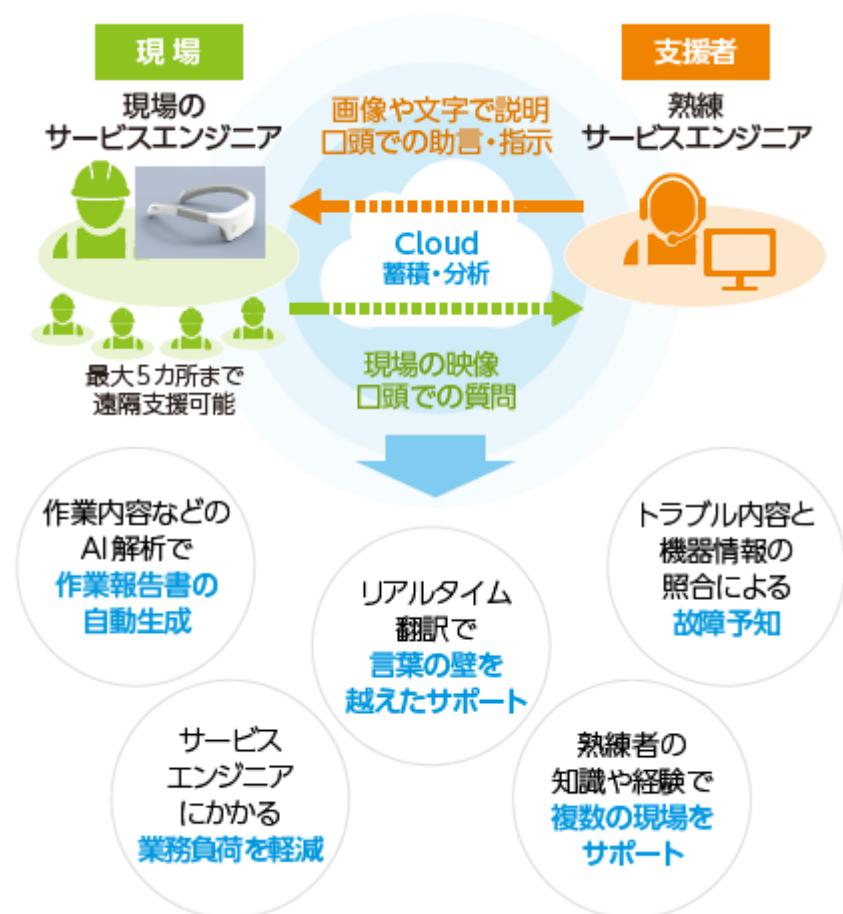 現場
支援者
現場の
サービスエンジニア
画像や文字で説明
口頭での助言・指示
熟練
サービスエンジニア
Cloud
蓄積・分析
現場の映像
口頭での質問
最大5カ所まで
遠隔支援可能
作業内容などの
AI解析で
作業報告書の
自動生成
リアルタイム
翻訳で
言葉の壁を
越えたサポート
トラブル内容と
機器情報の
照合による
故障予知
サービス
エンジニア
にかかる
業務負荷を軽減
熟練者の
知識や経験で
複数の現場を
サポート